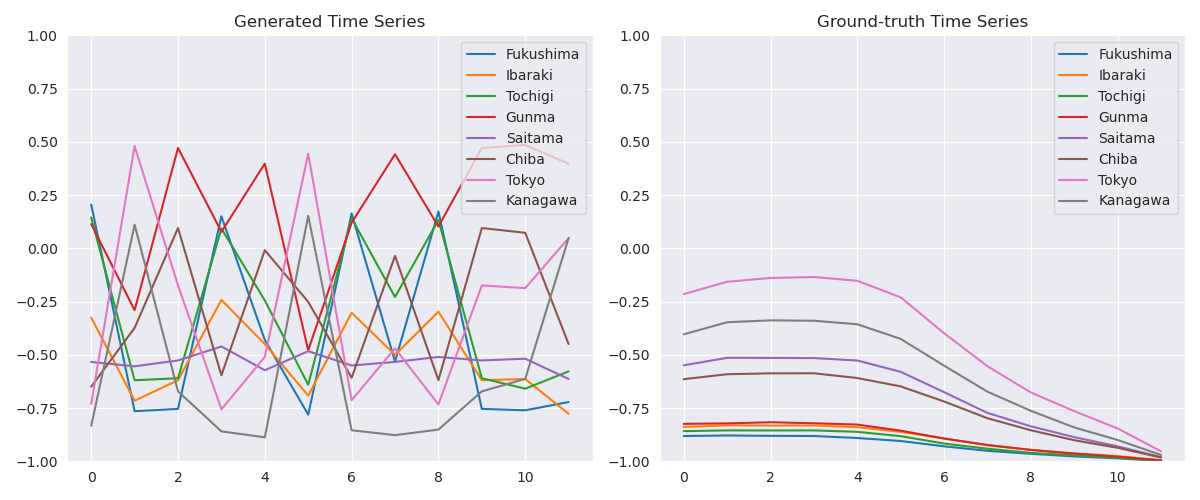 Generated Time Series
1.00
0.75
0.50
0.25
0.00
−0.25
−0.50
−0.75
−1.00
0 2 4 6 8 10
Fukushima
Ibaraki
Tochigi
Gunma
Saitama
Chiba
Tokyo
Kanagawa
Ground-truth Time Series
1.00
0.75
0.50
0.25
0.00
−0.25
−0.50
−0.75
−1.00
0 2 4 6 8 10
Fukushima
Ibaraki
Tochigi
Gunma
Saitama
Chiba
Tokyo
Kanagawa